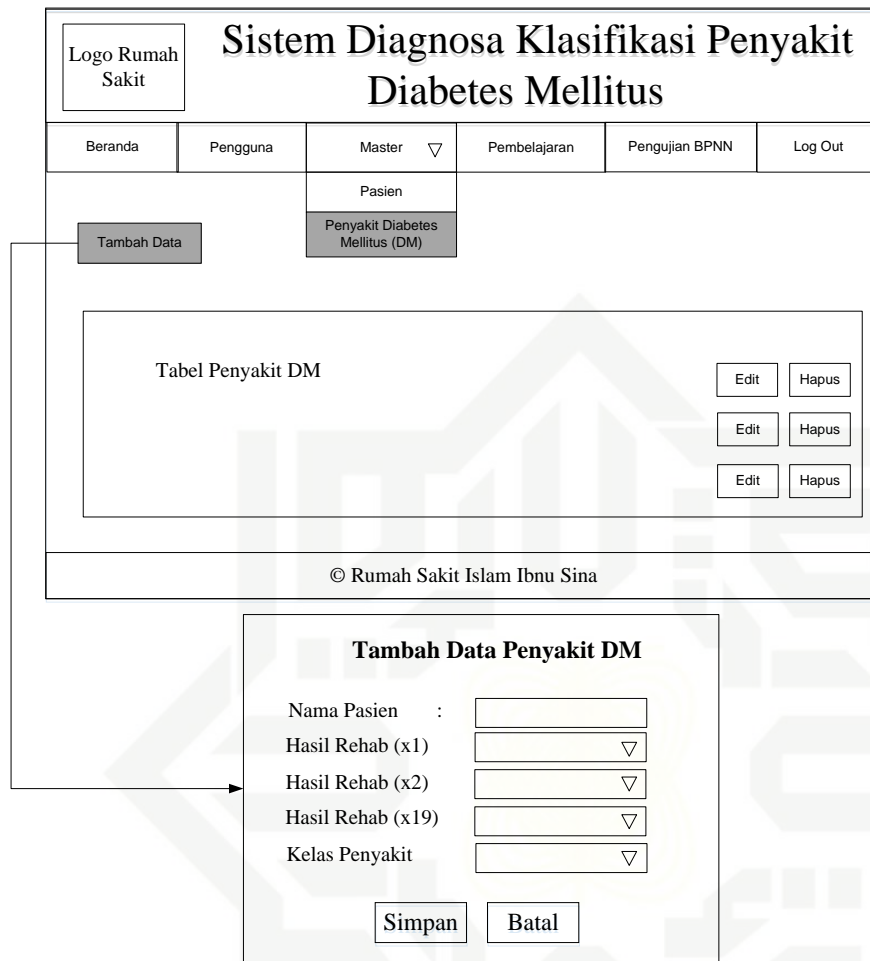 Logo Rumah
Sakit
Sistem Diagnosa Klasifikasi Penyakit
Diabetes Mellitus
Beranda
Pengguna
Master
Pembelajaran
Pengujian BPNN
Log Out
Pasien
Penyakit Diabetes
Mellitus (DM)
Tambah Data
Tabel Penyakit DM
Edit
Hapus
Edit
Hapus
Edit
Hapus
© Rumah Sakit Islam Ibnu Sina
Tambah Data Penyakit DM
Nama Pasien :
Hasil Rehab (x1)
Hasil Rehab (x2)
Hasil Rehab (x19)
Kelas Penyakit
Simpan
Batal